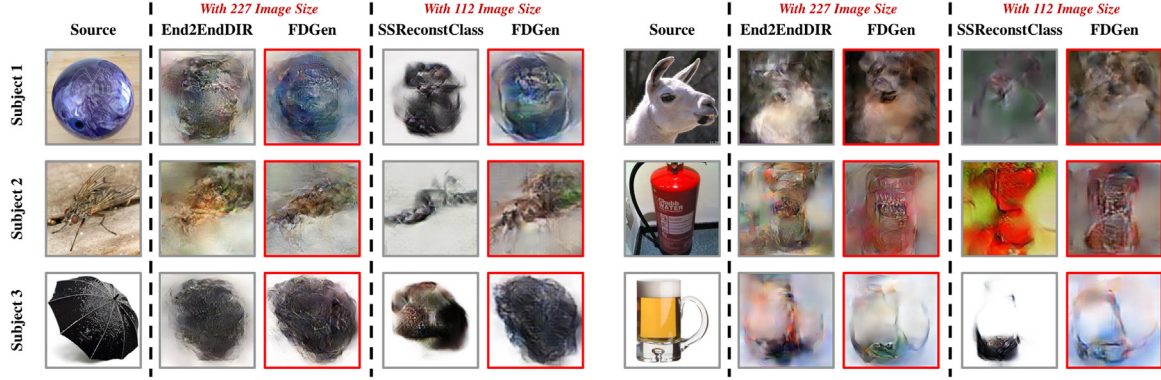 With 227 Image Size With 112 Image Size With 227 Image Size With 112 Image Size
Source End2EndDIR FDGen SSReconstClass FDGen Source End2EndDIR FDGen SSReconstClass FDGen
Subject 1
Subject 2
Chubb
WATER
Subject 3